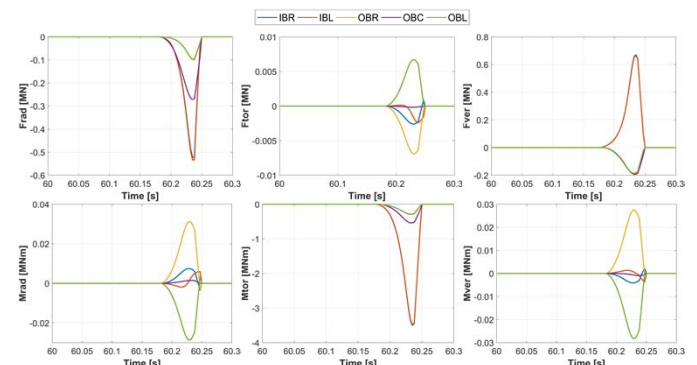 IBR IBL OBR OBC OBL
Frad [MN]
0
-0.1
-0.2
-0.3
-0.4
-0.5
-0.6
60 60.05 60.1 60.15 60.2 60.25 60.3
Time [s]
Ftor [MN]
0.01
0.005
0
-0.005
-0.01
60 60.1 60.2 60.3
Time [s]
Fver [MN]
0.8
0.6
0.4
0.2
0
-0.2
60 60.05 60.1 60.15 60.2 60.25 60.3
Time [s]
Mrad [MNm]
0.04
0.02
0
-0.02
60 60.05 60.1 60.15 60.2 60.25 60.3
Time [s]
Mtor [MNm]
0
-1
-2
-3
-4
60 60.05 60.1 60.15 60.2 60.25 60.3
Time [s]
Mver [MNm]
0.03
0.02
0.01
0
-0.01
-0.02
-0.03
60 60.05 60.1 60.15 60.2 60.25 60.3
Time [s]